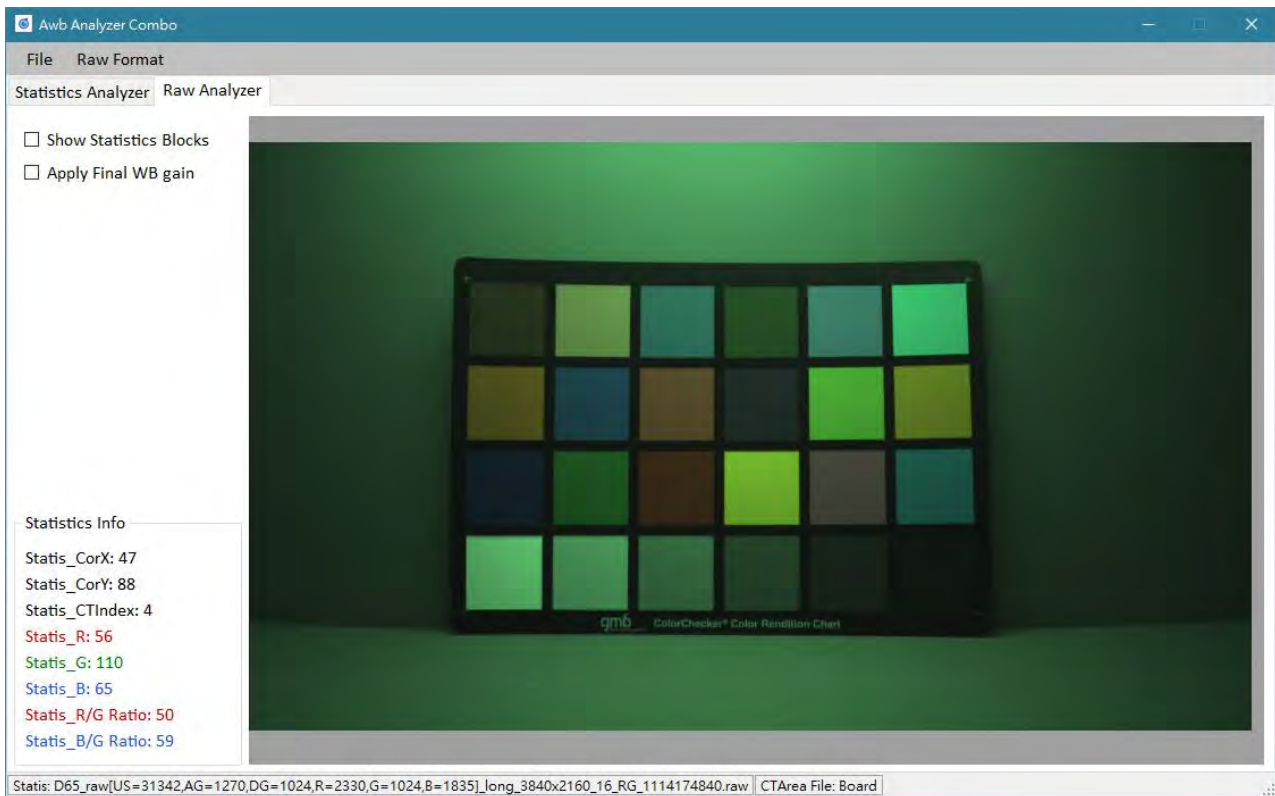 Awb Analyzer Combo
File Raw Format
Statistics Analyzer Raw Analyzer
Show Statistics Blocks
Apply Final WB gain
gmb ColorChecker® Color Rendition Chart
Statistics Info
Statis_CorX: 47
Statis_CorY: 88
Statis_CTIndex: 4
Statis_R: 56
Statis_G: 110
Statis_B: 65
Statis_R/G Ratio: 50
Statis_B/G Ratio: 59
Statis: D65_raw[US=31342,AG=1270,DG=1024,R=2330,G=1024,B=1835]_long_3840x2160_16_RG_1114174840.raw CTArea File: Board